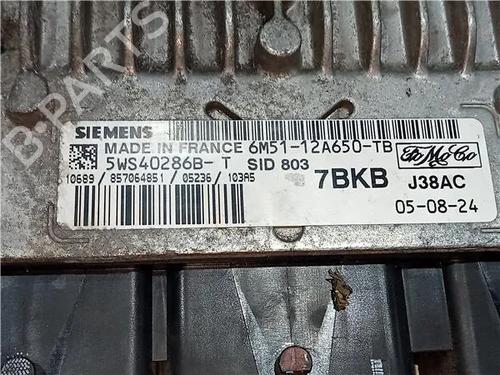 B-PARTS
SIEMENS
MADE IN FRANCE 6M51-12A650-TB
5WS40286B- T SID 803
10689 / 857064851 / 05236 / 103A5
FoMoCo
7BKB J38AC
05-08-24